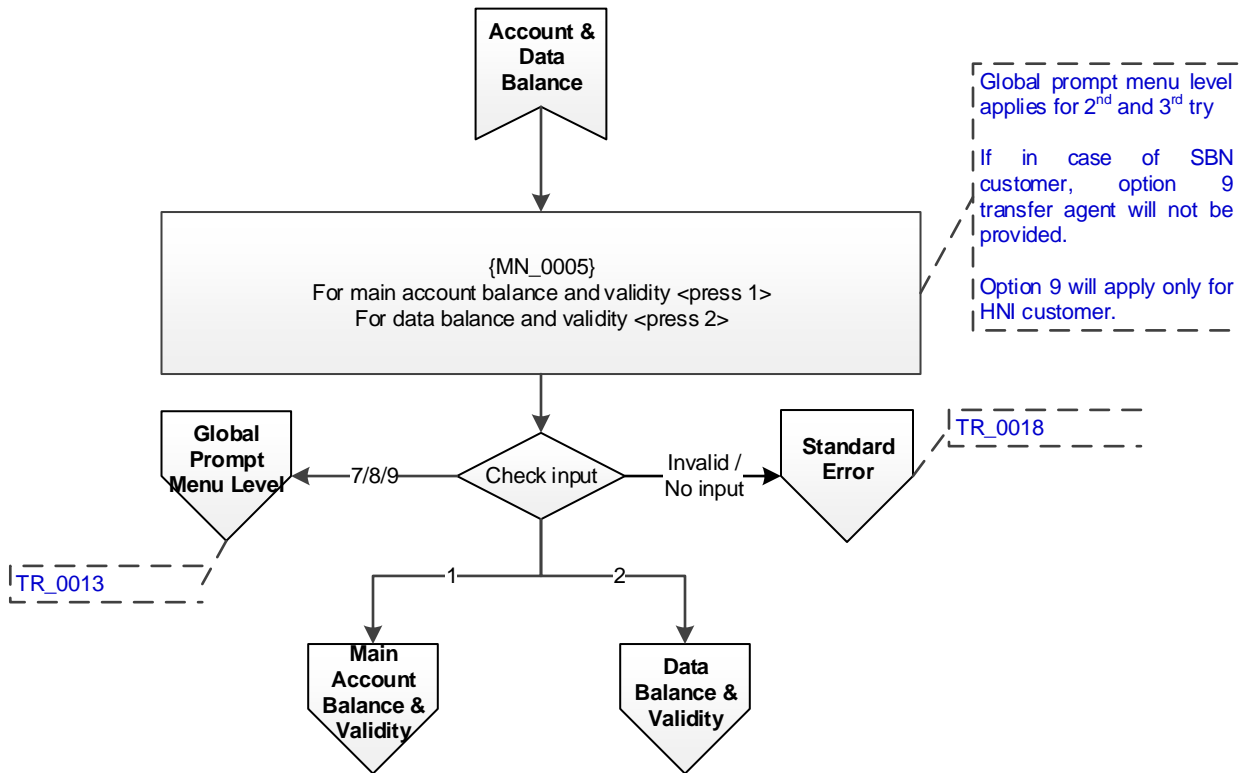 Account &
Data
Balance
Global prompt menu level
applies for 2nd and 3rd try
If in case of SBN
customer, option 9
transfer agent will not be
provided.
Option 9 will apply only for
HNI customer.
{MN_0005}
For main account balance and validity <press 1>
For data balance and validity <press 2>
Global
Prompt
Menu Level
7/8/9
Check input
Invalid /
No input
Standard
Error
TR_0018
TR_0013
1
2
Main
Account
Balance &
Validity
Data
Balance &
Validity